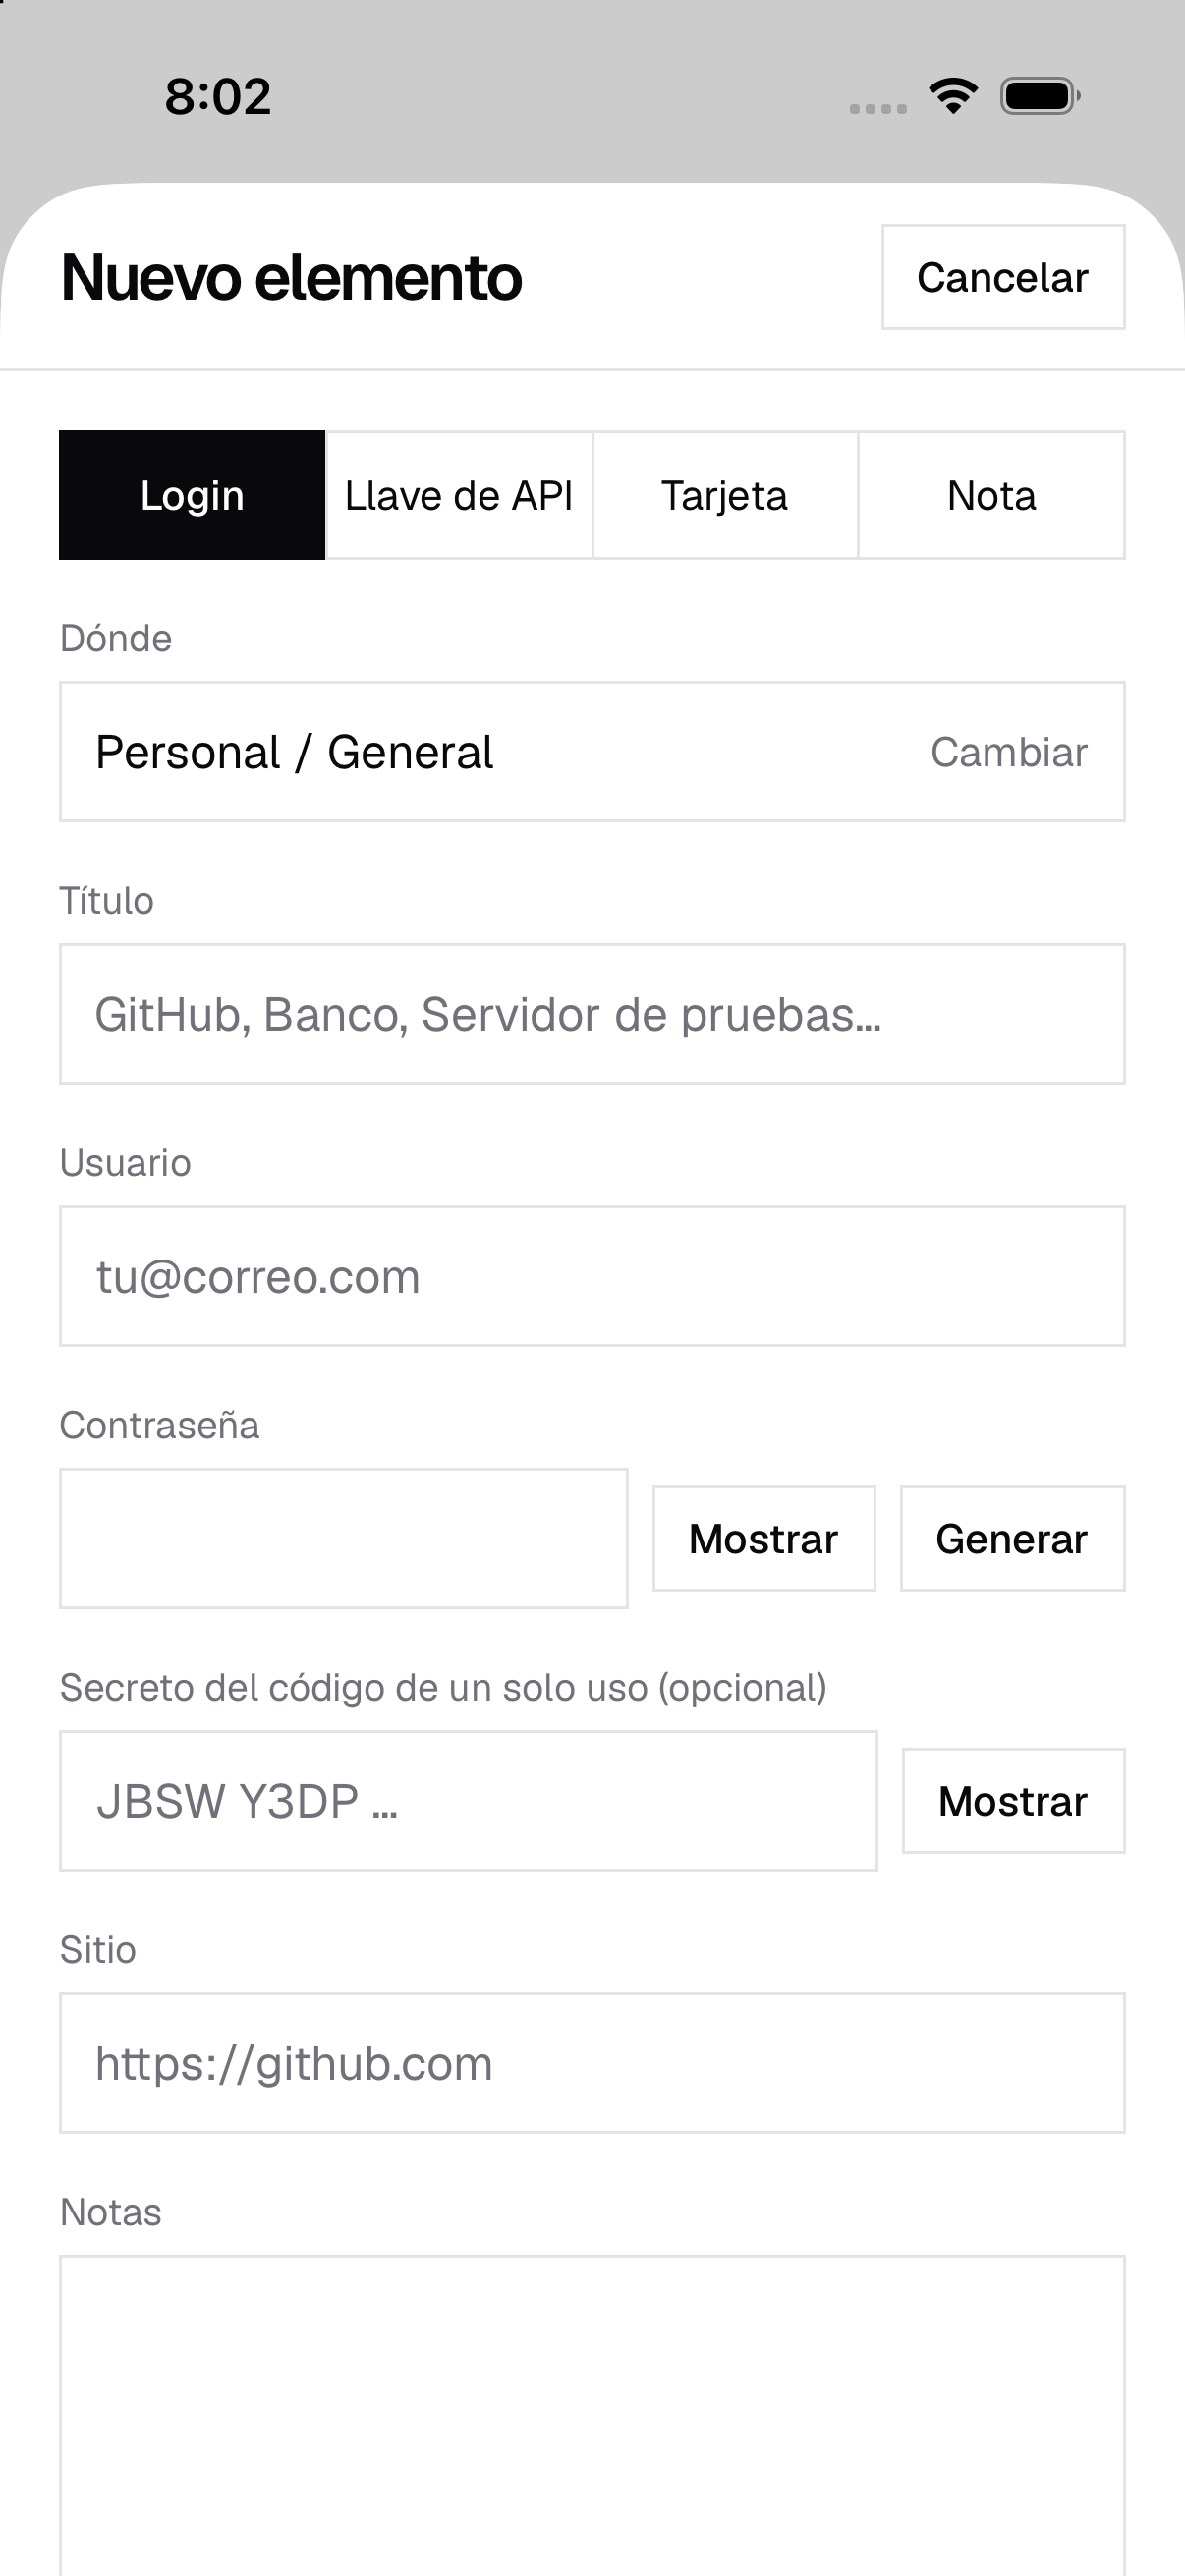 8:02
Nuevo elemento
Cancelar
Login
Llave de API
Tarjeta
Nota
Dónde
Personal / General
Cambiar
Título
GitHub, Banco, Servidor de pruebas...
Usuario
tu@correo.com
Contraseña
Mostrar
Generar
Secreto del código de un solo uso (opcional)
JBSW Y3DP ...
Mostrar
Sitio
https://github.com
Notas